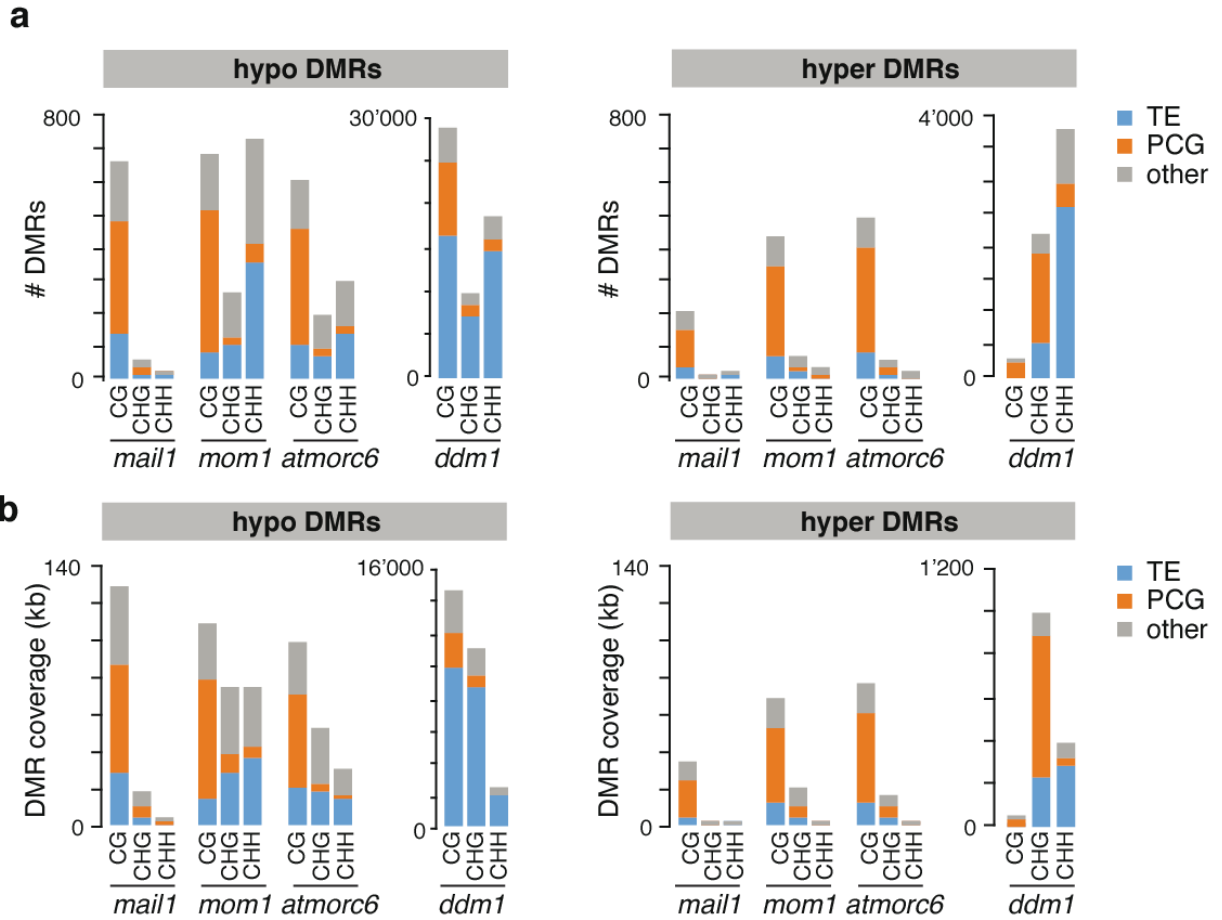 a
hypo DMRs
hyper DMRs
800
30’000
800
4’000
TE
PCG
other
# DMRs
# DMRs
0
0
0
0
CG CHG CHH CG CHG CHH CG CHG CHH CG CHG CHH
CG CHG CHH CG CHG CHH CG CHG CHH CG CHG CHH
mail1 mom1 atmorc6 ddm1
mail1 mom1 atmorc6 ddm1
b
hypo DMRs
hyper DMRs
140
16’000
140
1’200
TE
PCG
other
DMR coverage (kb)
DMR coverage (kb)
0
0
0
0
CG CHG CHH CG CHG CHH CG CHG CHH CG CHG CHH
CG CHG CHH CG CHG CHH CG CHG CHH CG CHG CHH
mail1 mom1 atmorc6 ddm1
mail1 mom1 atmorc6 ddm1